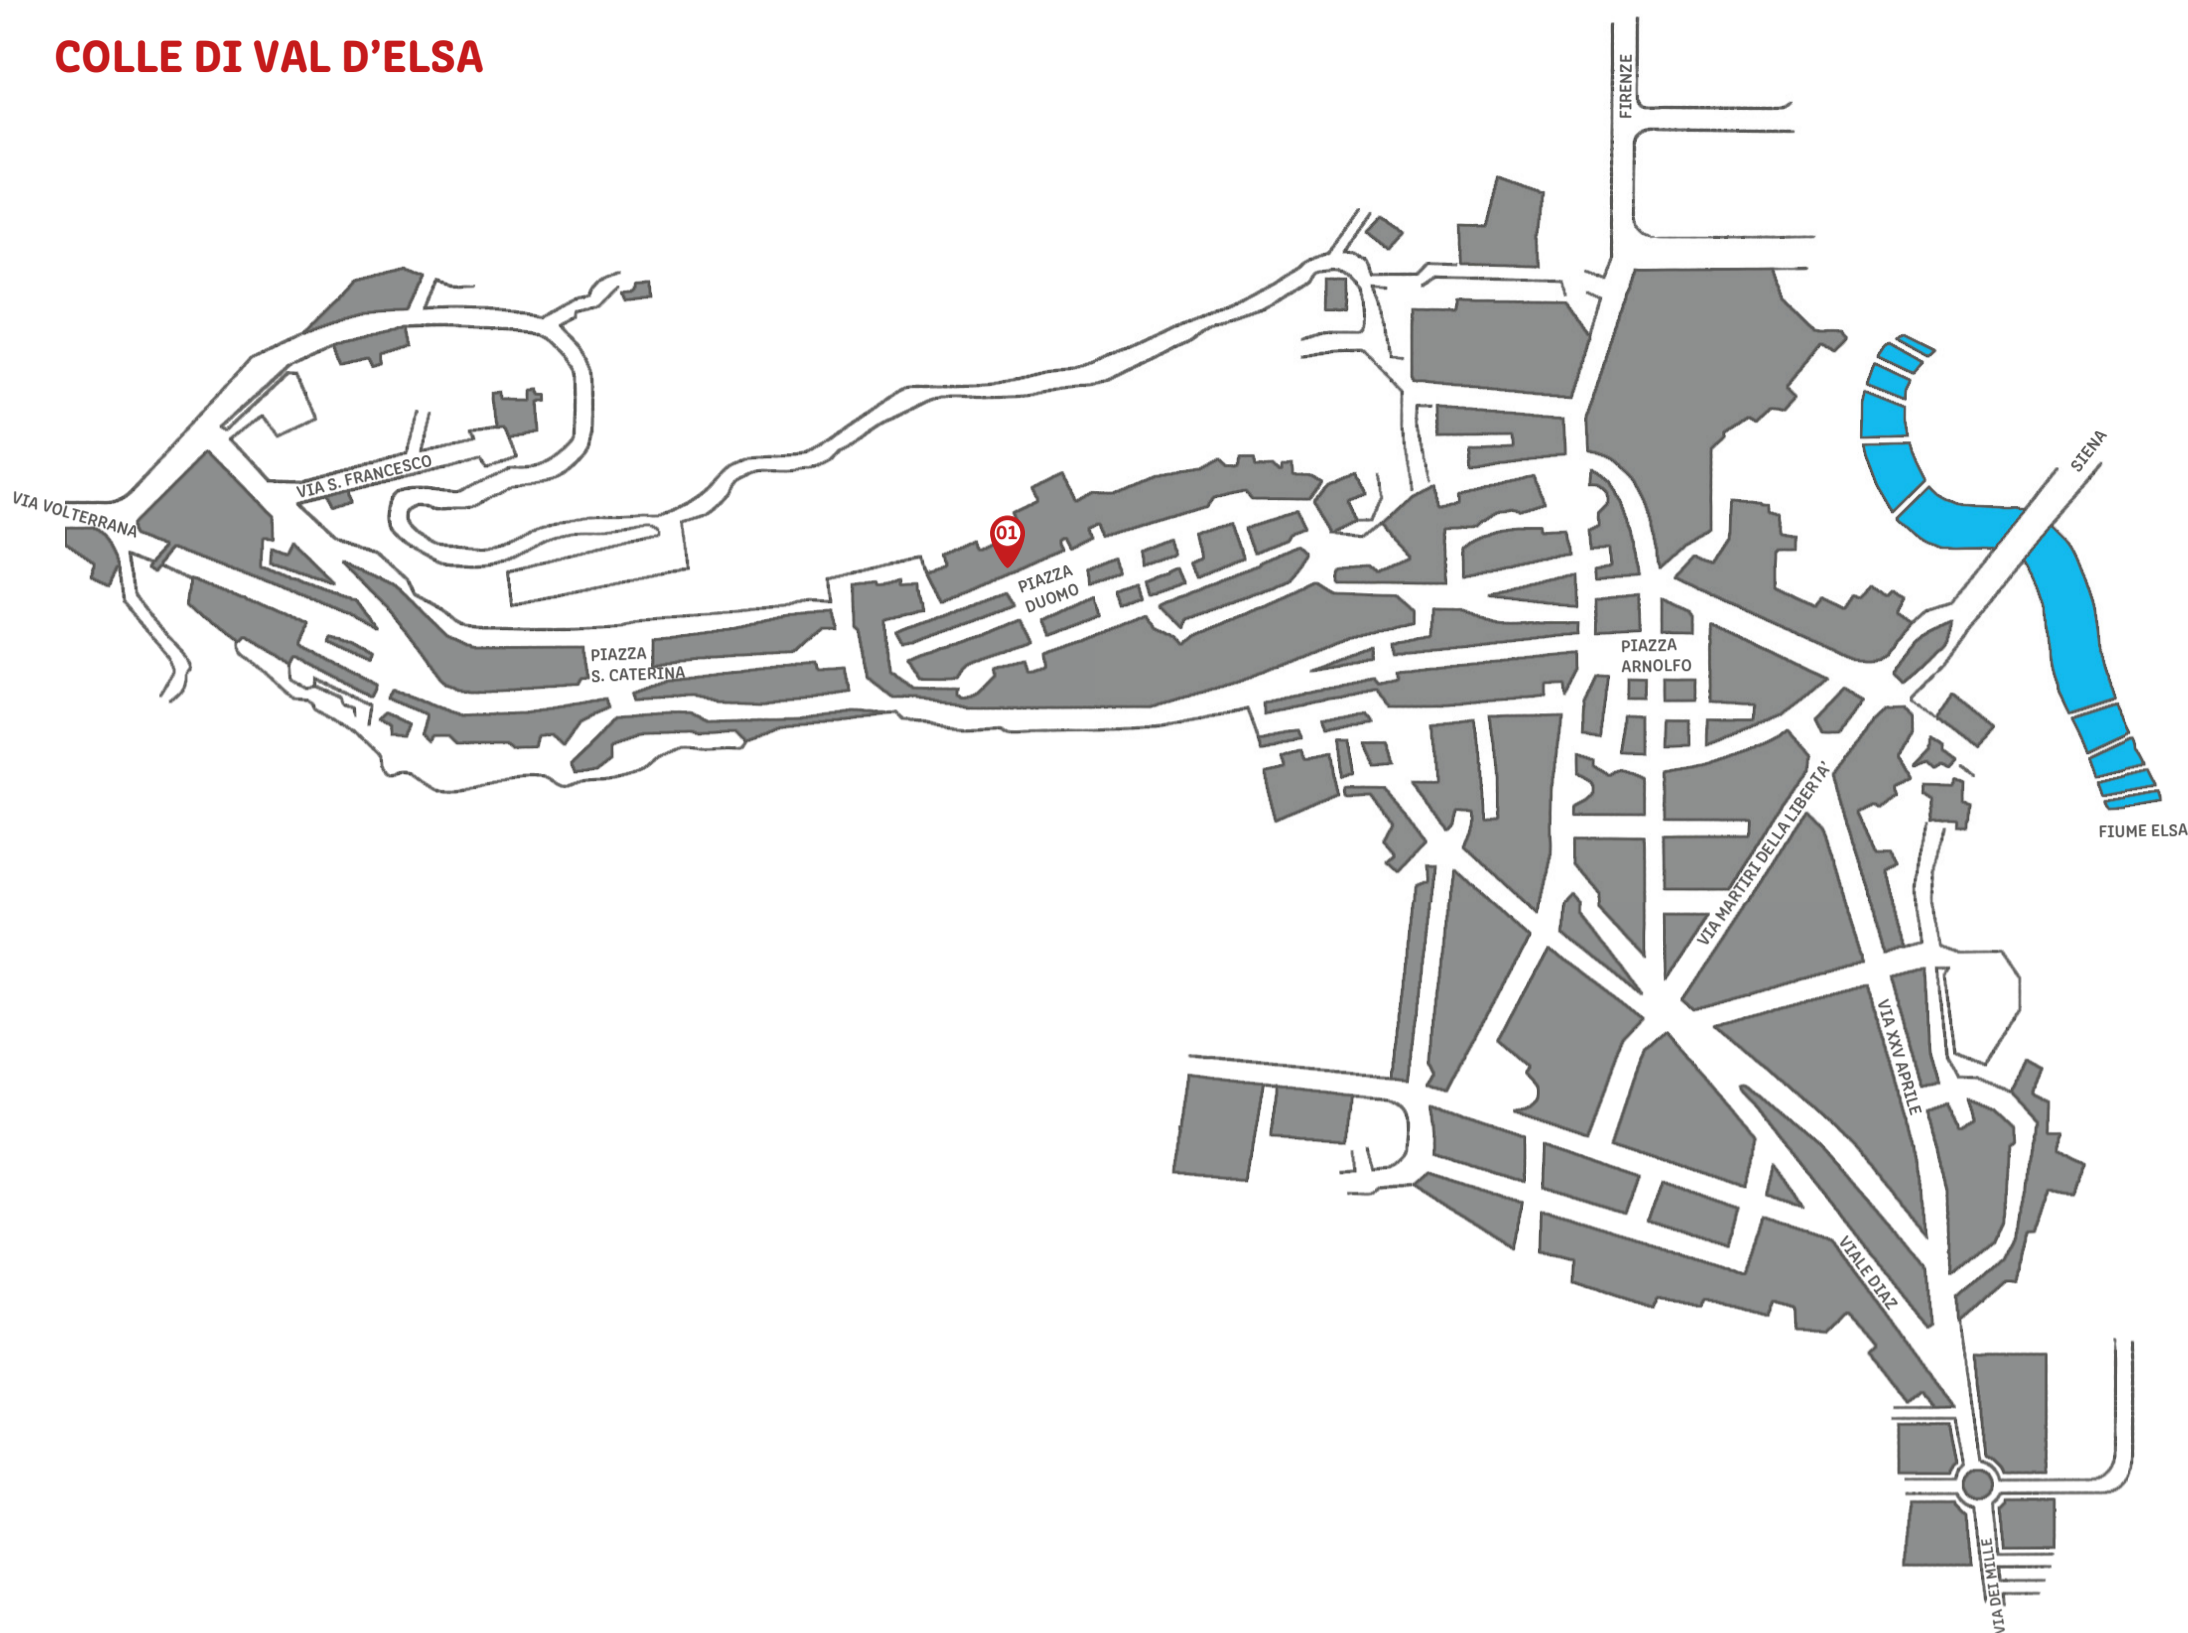 COLLE DI VAL D’ELSA
FIRENZE
SIENA
VIA S. FRANCESCO
VIA VOLTERRANA
01
PIAZZA
DUOMO
PIAZZA
S. CATERINA
PIAZZA
ARNOLFO
FIUME ELSA
VIA MARTIRI DELLA LIBERTA’
VIA XXV APRILE
VIALE DIAZ
VIA DEI MILLE